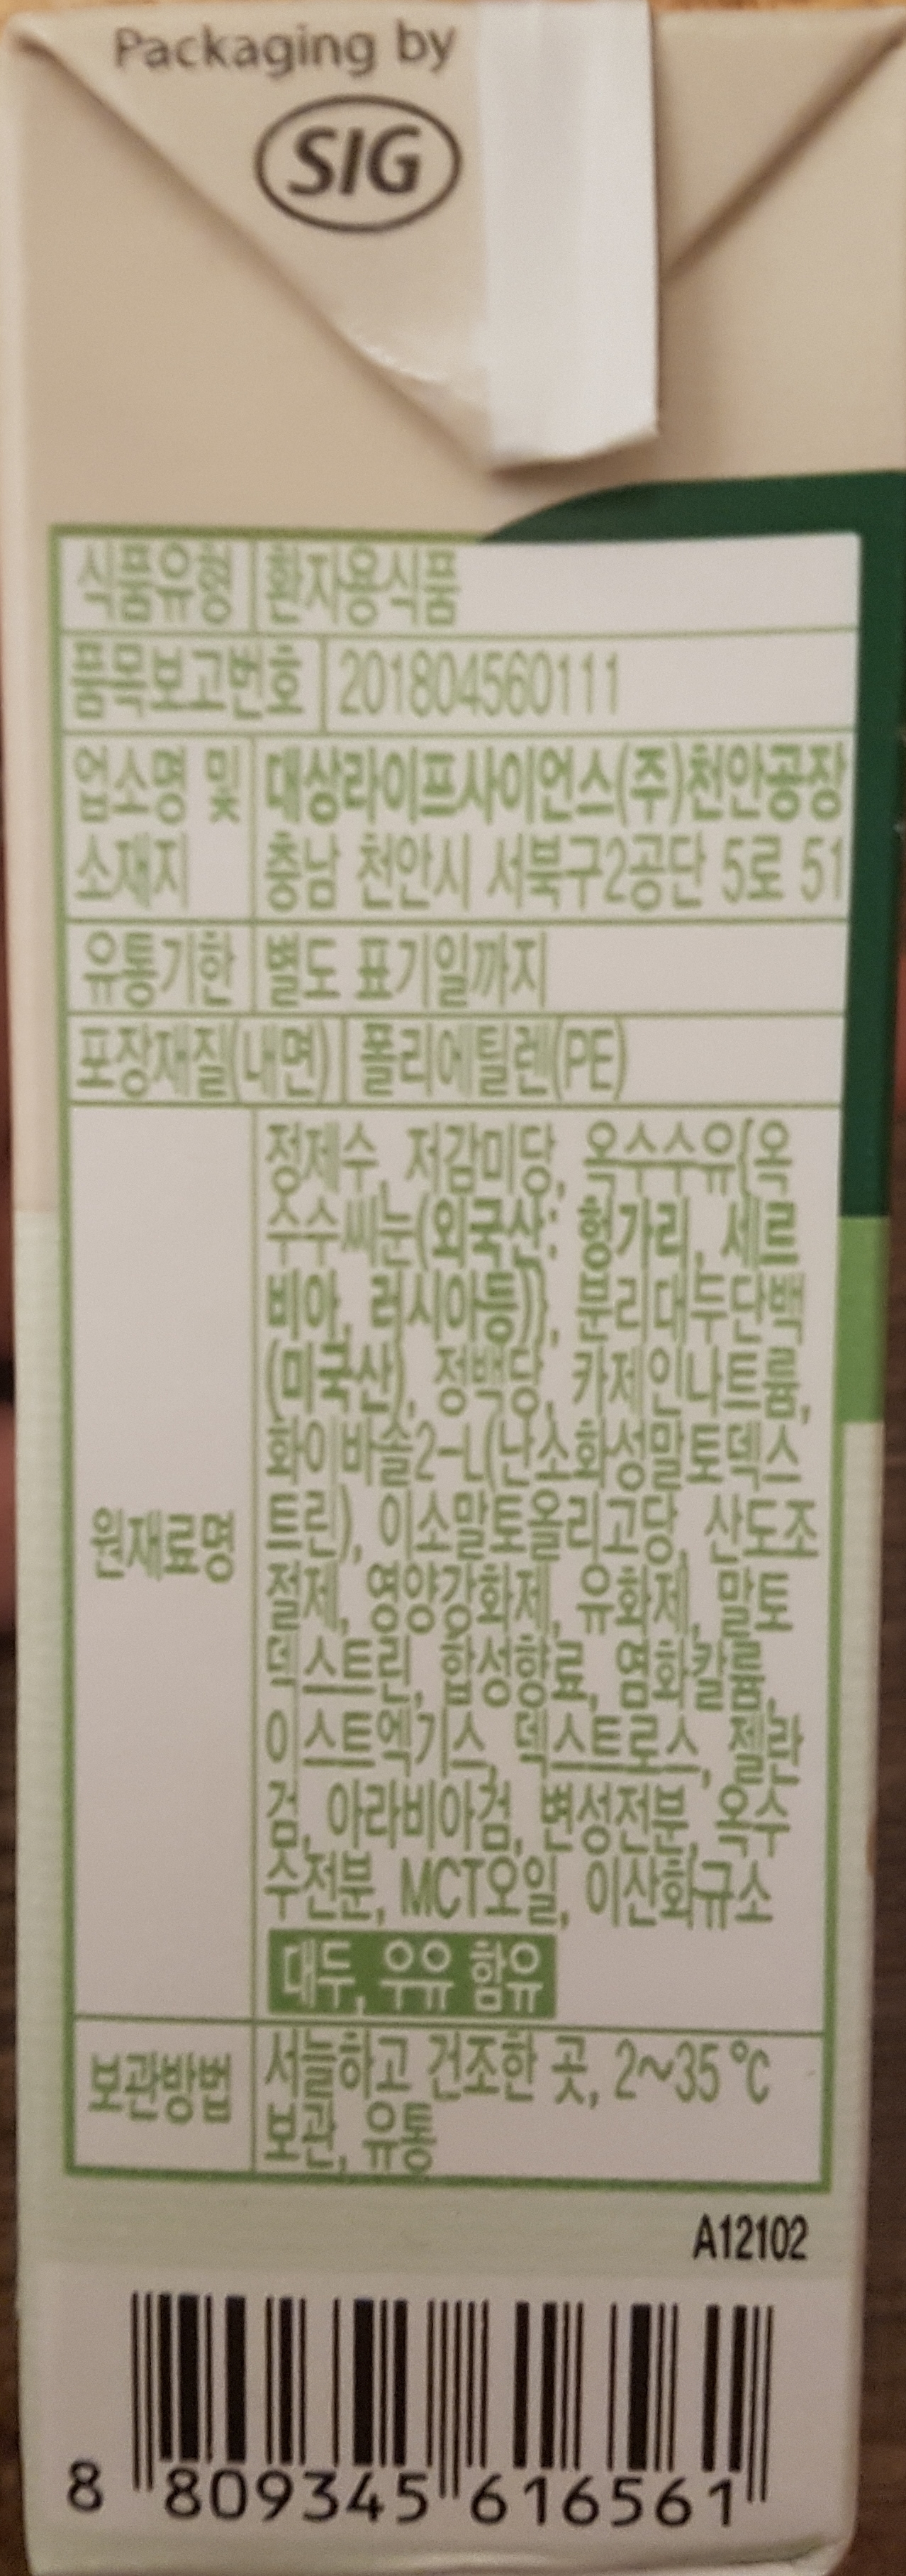 Packaging by
SIG
식품유형 환자용식품
품목보고번호 201804560111
업소명 및 대상라이프사이언스(주)천안공장
소재지 충남 천안시 서북구2공단 5로 51
유통기한 별도 표기일까지
포장재질(내면) 폴리에틸렌(PE)
정제수, 저감미당, 옥수수유{옥
수수씨눈(외국산: 헝가리, 세르
비아, 러시아등)}, 분리대두단백
(미국산), 정백당, 카제인나트륨,
화이바솔2-L(난소화성말토덱스
원재료명 트린), 이소말토올리고당, 산도조
절제, 영양강화제, 유화제, 말토
덱스트린, 합성향료, 염화칼륨,
이스트엑기스, 덱스트로스, 젤란
검, 아라비아검, 변성전분, 옥수
수전분, MCT오일, 이산화규소
대두, 우유 함유
보관방법 서늘하고 건조한 곳, 2~35℃
보관, 유통
A12102
8 809345 616561